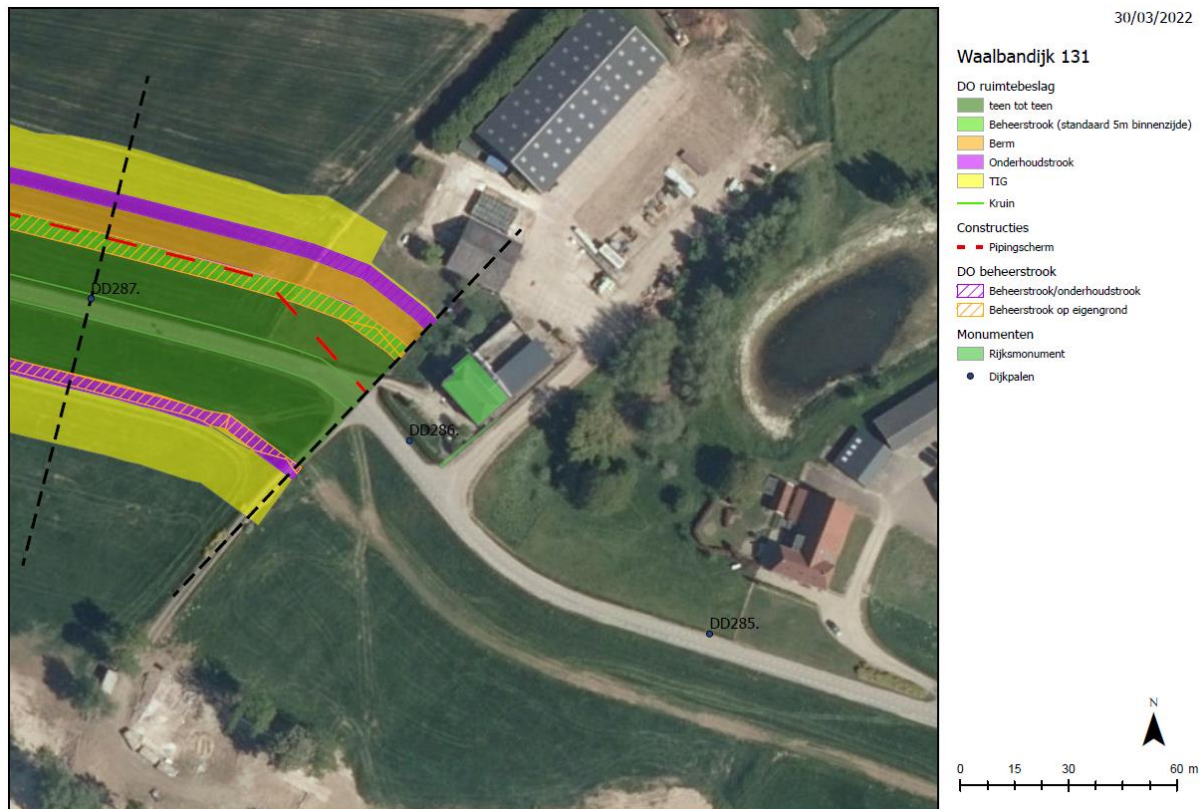 30/03/2022
Waalbandijk 131
DO ruimtebeslag
teen tot teen
Beheerstrook (standaard 5m binnenzijde)
Berm
Onderhoudstrook
TIG
Kruin
Constructies
Pipingscherm
DO beheerstrook
Beheerstrook/onderhoudstrook
Beheerstrook op eigengrond
Monumenten
Rijksmonument
Dijkpalen
DD287.
DD286.
DD285.
N
0 15 30 60 m